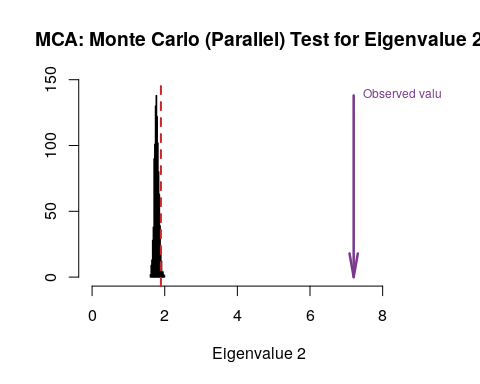 MCA: Monte Carlo (Parallel) Test for Eigenvalue 2
150
Observed valu
100
50
0
0 2 4 6 8
Eigenvalue 2